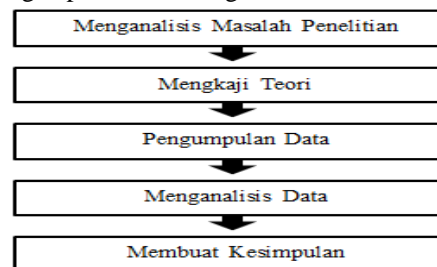 Menganalisis Masalah Penelitian
Mengkaji Teori
Pengumpulan Data
Menganalisis Data
Membuat Kesimpulan